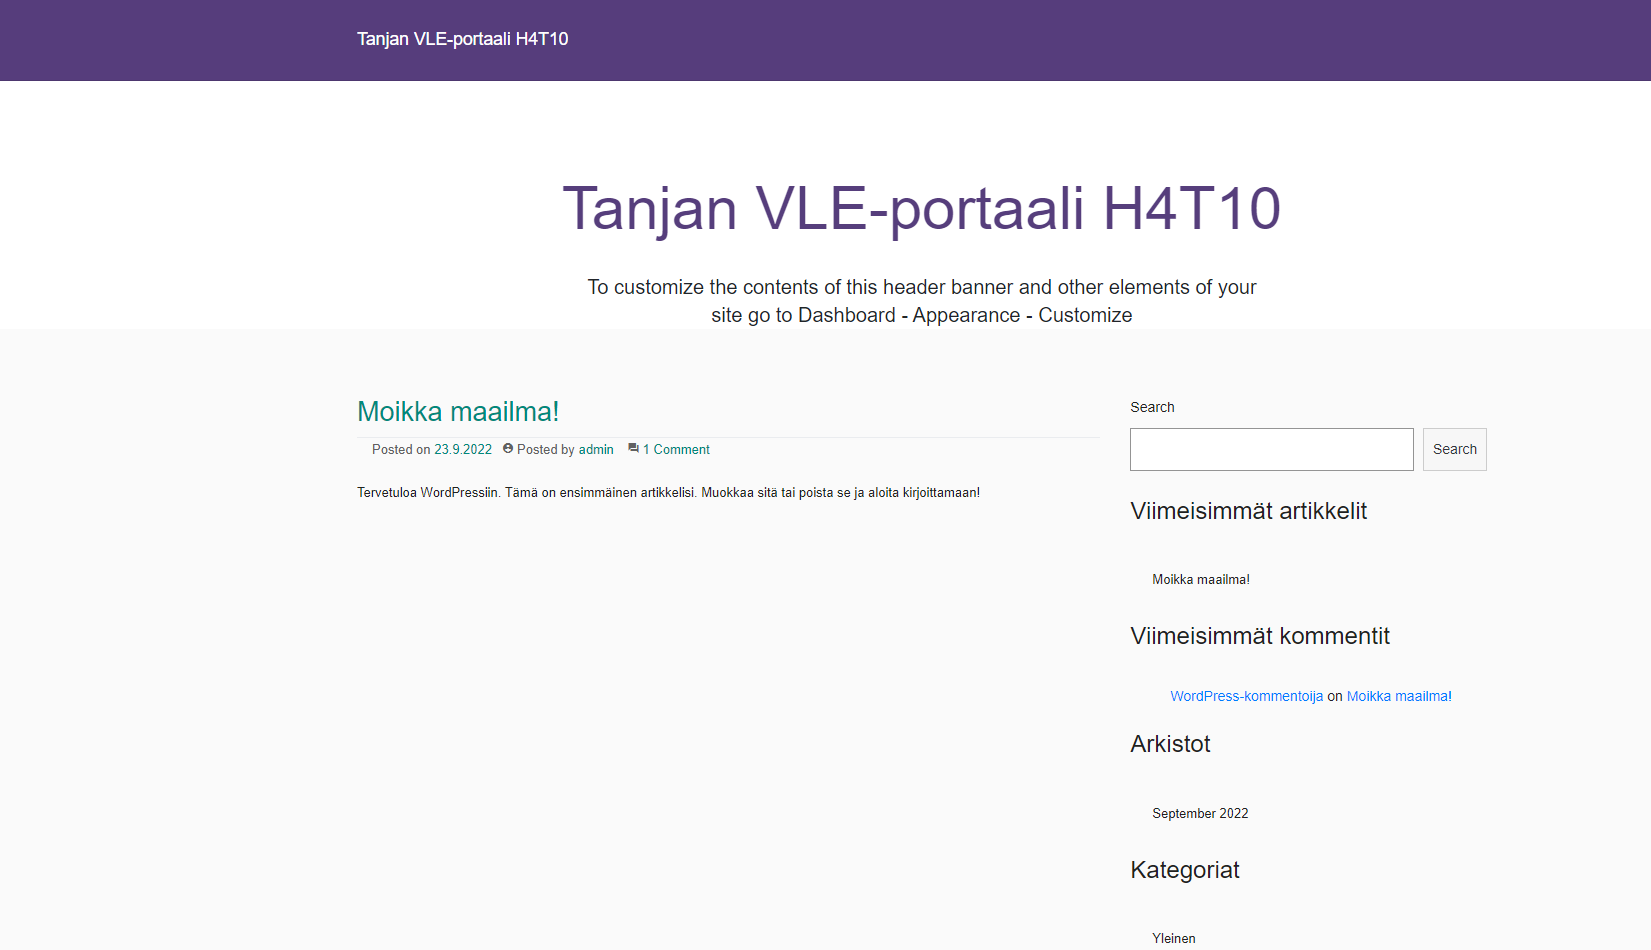 Tanjan VLE-portaali H4T10
Tanjan VLE-portaali H4T10
To customize the contents of this header banner and other elements of your
site go to Dashboard - Appearance - Customize
Moikka maailma!
Posted on 23.9.2022 Posted by admin 1 Comment
Tervetuloa WordPressiin. Tämä on ensimmäinen artikkelisi. Muokkaa sitä tai poista se ja aloita kirjoittamaan!
Search
Search
Viimeisimmät artikkelit
Moikka maailma!
Viimeisimmät kommentit
WordPress-kommentoija on Moikka maailma!
Arkistot
September 2022
Kategoriat
Yleinen